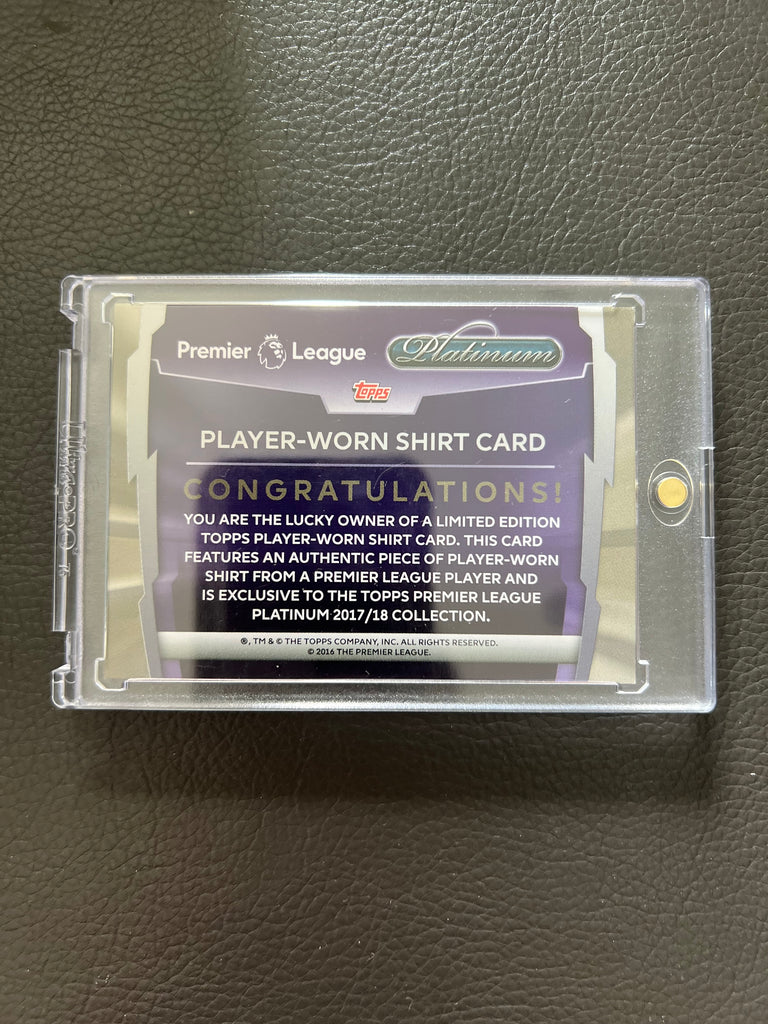 Premier League Platinum
topps
PLAYER-WORN SHIRT CARD
CONGRATULATIONS!
YOU ARE THE LUCKY OWNER OF A LIMITED EDITION
TOPPS PLAYER-WORN SHIRT CARD. THIS CARD
FEATURES AN AUTHENTIC PIECE OF PLAYER-WORN
SHIRT FROM A PREMIER LEAGUE PLAYER AND
IS EXCLUSIVE TO THE TOPPS PREMIER LEAGUE
PLATINUM 2017/18 COLLECTION.
®, TM & © THE TOPPS COMPANY, INC. ALL RIGHTS RESERVED.
© 2016 THE PREMIER LEAGUE.
Ultra PRO